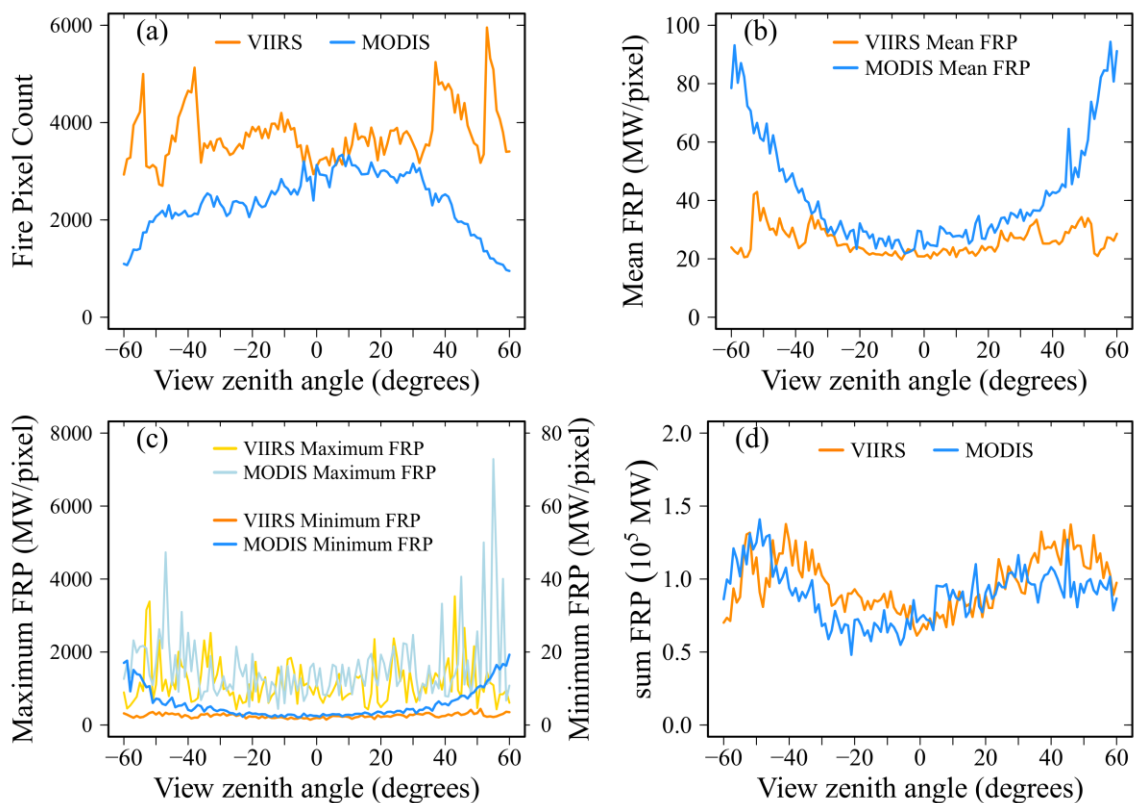 (a)
VIIRS MODIS
Fire Pixel Count
6000
4000
2000
0
−60 −40 −20 0 20 40 60
View zenith angle (degrees)
(b)
VIIRS Mean FRP
MODIS Mean FRP
Mean FRP (MW/pixel)
100
80
60
40
20
0
−60 −40 −20 0 20 40 60
View zenith angle (degrees)
(c)
VIIRS Maximum FRP
MODIS Maximum FRP
VIIRS Minimum FRP
MODIS Minimum FRP
Maximum FRP (MW/pixel)
8000
6000
4000
2000
0
Minimum FRP (MW/pixel)
80
60
40
20
0
−60 −40 −20 0 20 40 60
View zenith angle (degrees)
(d)
VIIRS MODIS
sum FRP (10⁵ MW)
2.0
1.5
1.0
0.5
0.0
−60 −40 −20 0 20 40 60
View zenith angle (degrees)